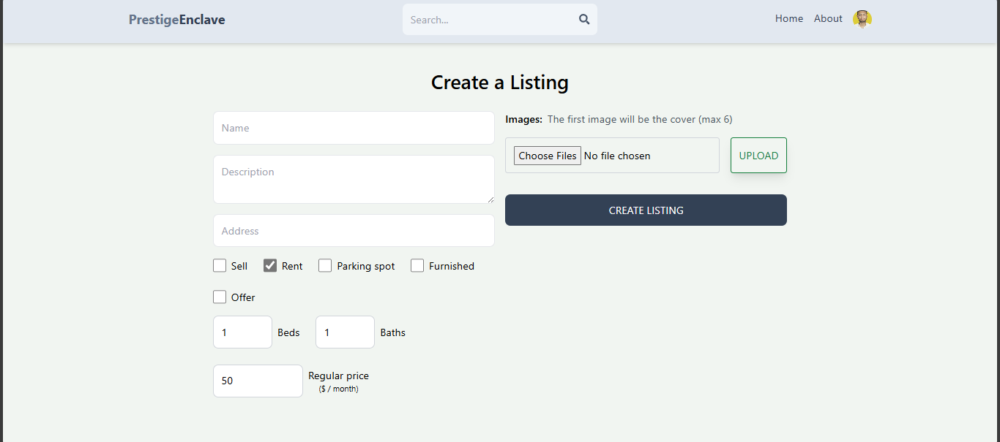 PrestigeEnclave
Search...
Home About
Create a Listing
Name
Description
Address
Sell Rent Parking spot Furnished
Offer
1 Beds 1 Baths
50 Regular price
($ / month)
Images: The first image will be the cover (max 6)
Choose Files No file chosen UPLOAD
CREATE LISTING